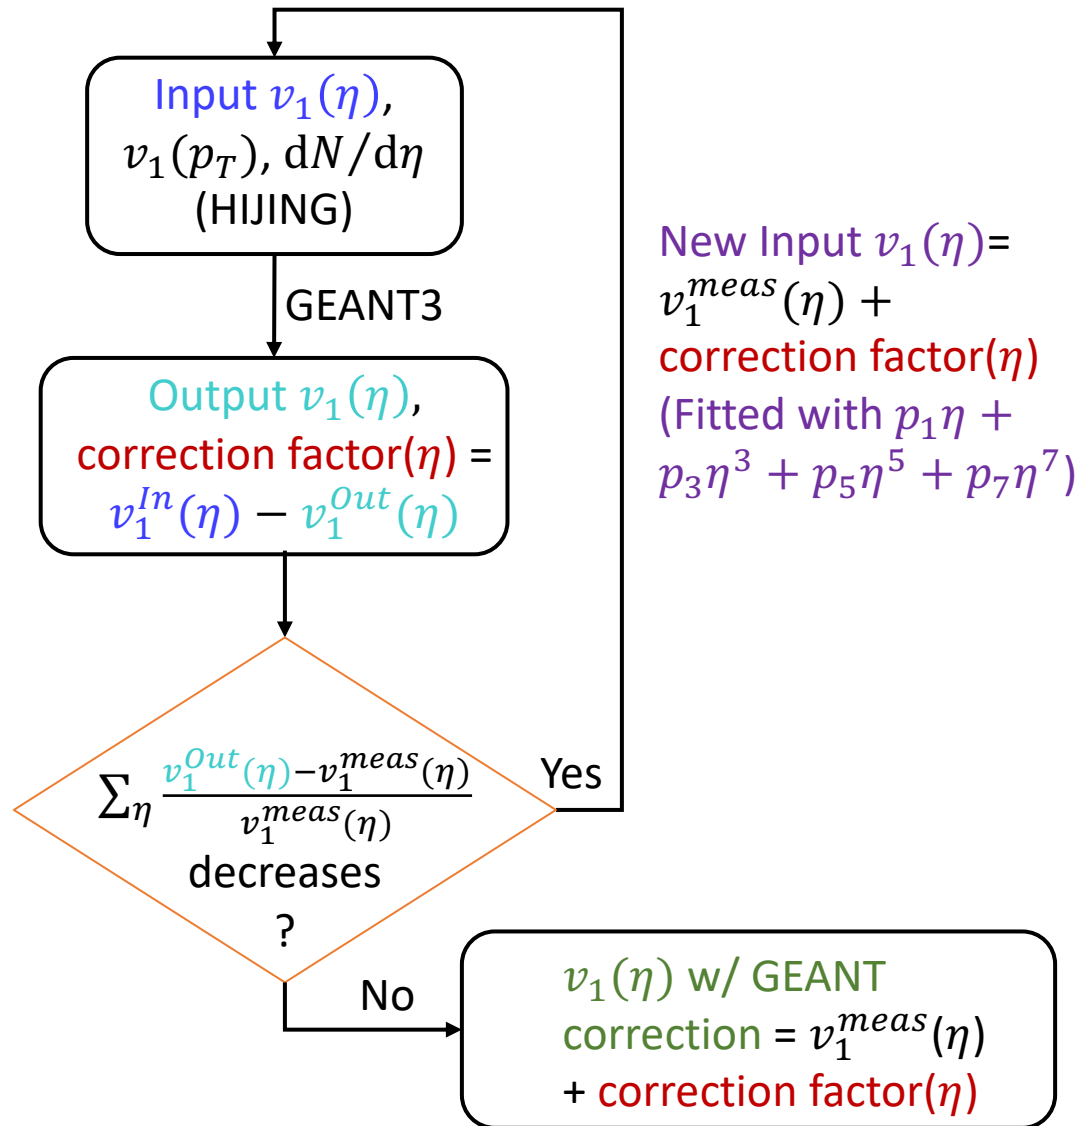 Input v₁(η),
v₁(p_T), dN/dη
(HIJING)
GEANT3
Output v₁(η),
correction factor(η) =
v₁^{In}(η) − v₁^{Out}(η)
∑_η (v₁^{Out}(η)−v₁^{meas}(η))/(v₁^{meas}(η))
decreases
?
Yes
New Input v₁(η)=
v₁^{meas}(η) +
correction factor(η)
(Fitted with p₁η +
p₃η³ + p₅η⁵ + p₇η⁷)
No
v₁(η) w/ GEANT
correction = v₁^{meas}(η)
+ correction factor(η)